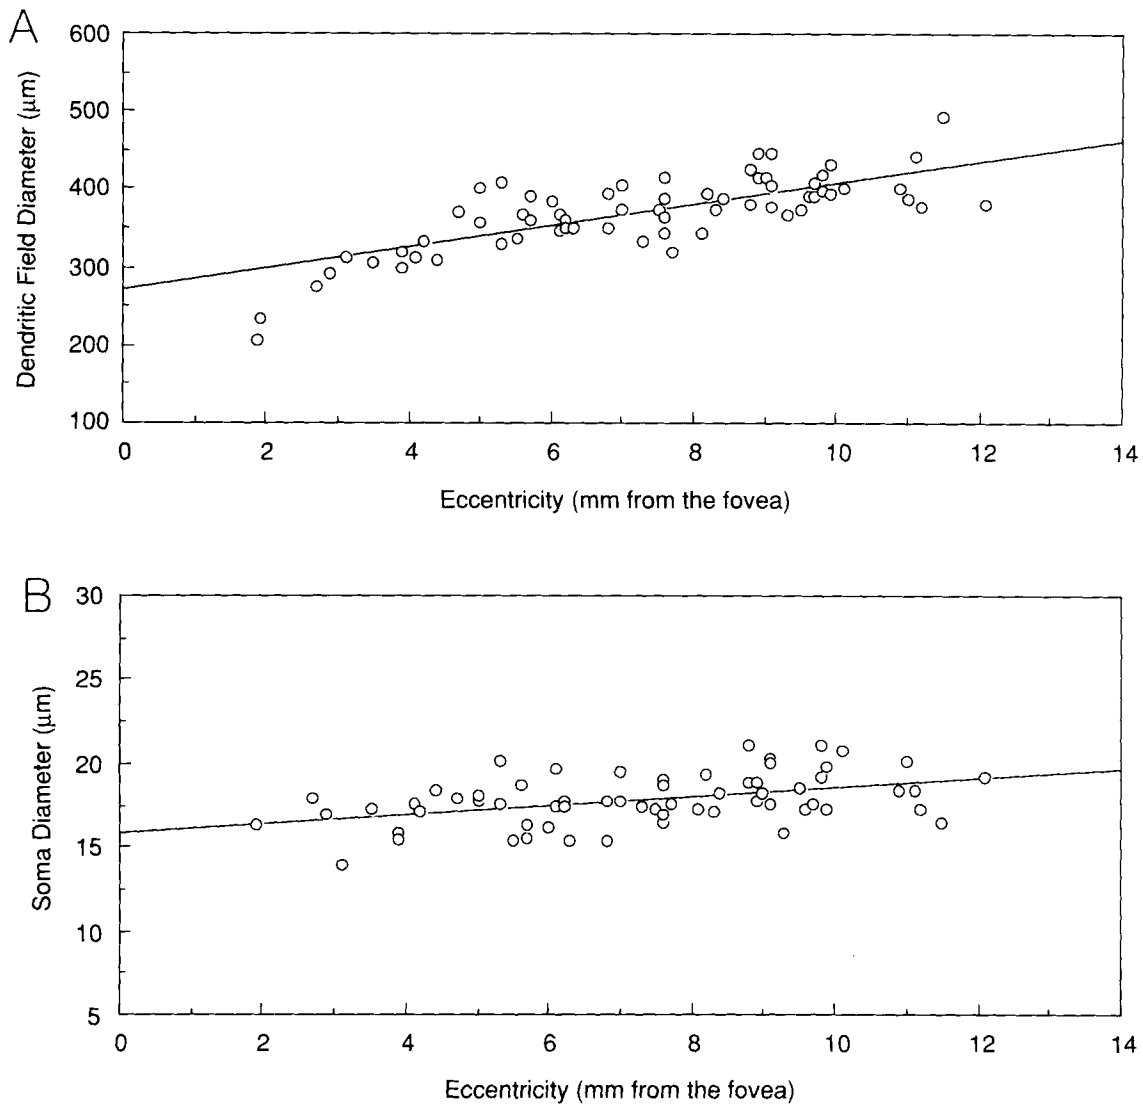 A
600
500
400
300
200
100
Dendritic Field Diameter (μm)
0 2 4 6 8 10 12 14
Eccentricity (mm from the fovea)
B
30
25
20
15
10
5
Soma Diameter (μm)
0 2 4 6 8 10 12 14
Eccentricity (mm from the fovea)